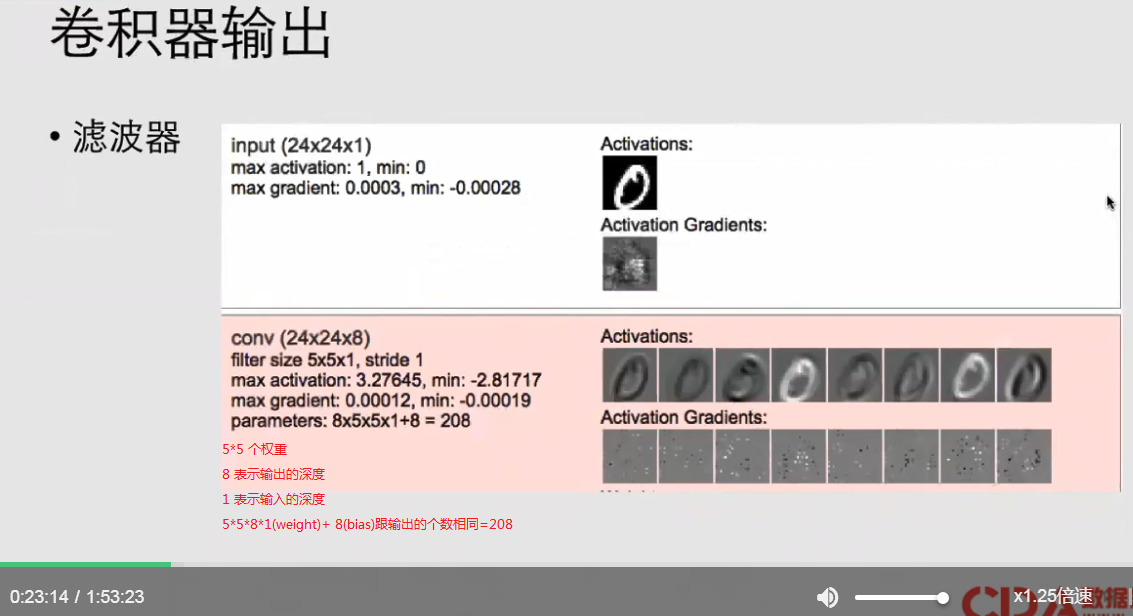 卷积器输出
• 滤波器
input (24x24x1)
max activation: 1, min: 0
max gradient: 0.0003, min: -0.00028
Activations:
Activation Gradients:
conv (24x24x8)
filter size 5x5x1, stride 1
max activation: 3.27645, min: -2.81717
max gradient: 0.00012, min: -0.00019
parameters: 8x5x5x1+8 = 208
Activations:
Activation Gradients:
5*5 个权重
8 表示输出的深度
1 表示输入的深度
5*5*8*1(weight)+ 8(bias)跟输出的个数相同=208
0:23:14 / 1:53:23
x1.25倍速
CDA数据